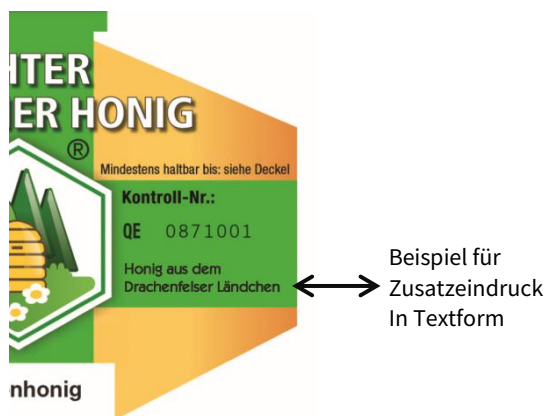 HTER
ER HONIG
®
Mindestens haltbar bis: siehe Deckel
Kontroll-Nr.:
QE 0871001
Honig aus dem
Drachenfelser Ländchen
nhonig
Beispiel für
Zusatzeindruck
In Textform